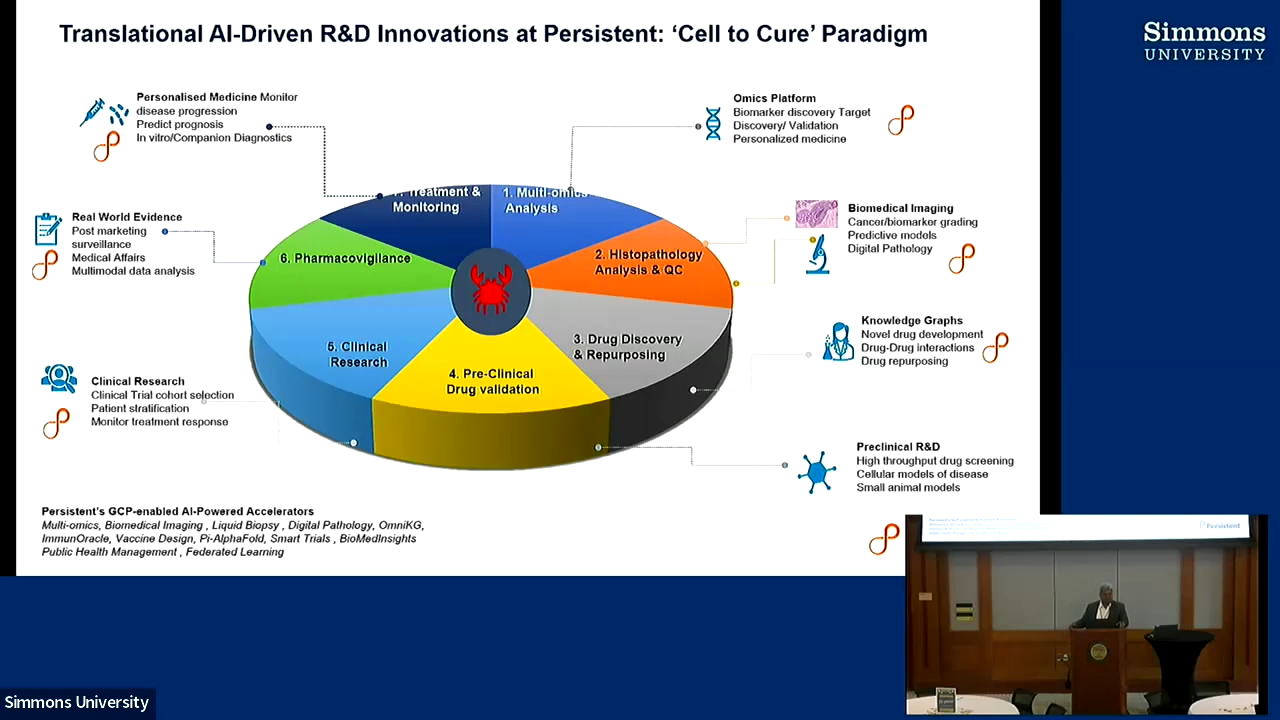 Translational AI-Driven R&D Innovations at Persistent: ‘Cell to Cure’ Paradigm
Simmons
UNIVERSITY
Personalised Medicine Monitor
disease progression
Predict prognosis
In vitro/Companion Diagnostics
Omics Platform
Biomarker discovery Target
Discovery/ Validation
Personalized medicine
Treatment &
Monitoring
1. Multi-omics
Analysis
Real World Evidence
Post marketing
surveillance
Medical Affairs
Multimodal data analysis
Biomedical Imaging
Cancer/biomarker grading
Predictive models
Digital Pathology
6. Pharmacovigilance
2. Histopathology
Analysis & QC
Knowledge Graphs
Novel drug development
Drug-Drug interactions
Drug repurposing
5. Clinical
Research
3. Drug Discovery
& Repurposing
4. Pre-Clinical
Drug validation
Clinical Research
Clinical Trial cohort selection
Patient stratification
Monitor treatment response
Preclinical R&D
High throughput drug screening
Cellular models of disease
Small animal models
Persistent's GCP-enabled AI-Powered Accelerators
Multi-omics, Biomedical Imaging , Liquid Biopsy , Digital Pathology, OmniKG,
ImmunOracle, Vaccine Design, Pi-AlphaFold, Smart Trials , BioMedInsights
Public Health Management , Federated Learning
Persistent
Simmons University